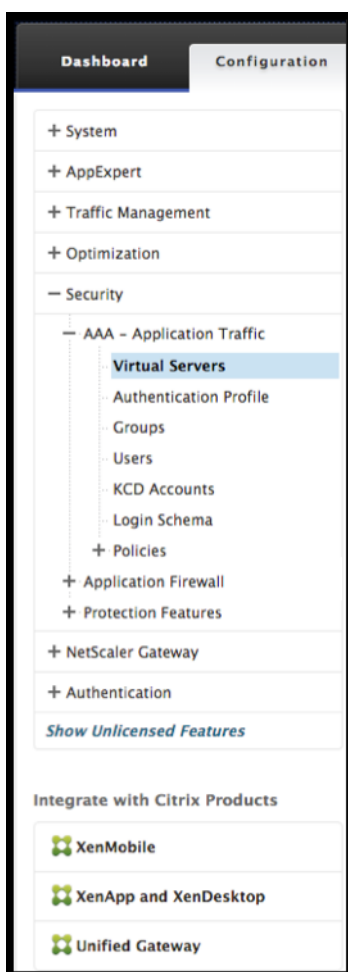 Dashboard Configuration
+ System
+ AppExpert
+ Traffic Management
+ Optimization
− Security
− AAA – Application Traffic
Virtual Servers
Authentication Profile
Groups
Users
KCD Accounts
Login Schema
+ Policies
+ Application Firewall
+ Protection Features
+ NetScaler Gateway
+ Authentication
Show Unlicensed Features
Integrate with Citrix Products
XenMobile
XenApp and XenDesktop
Unified Gateway